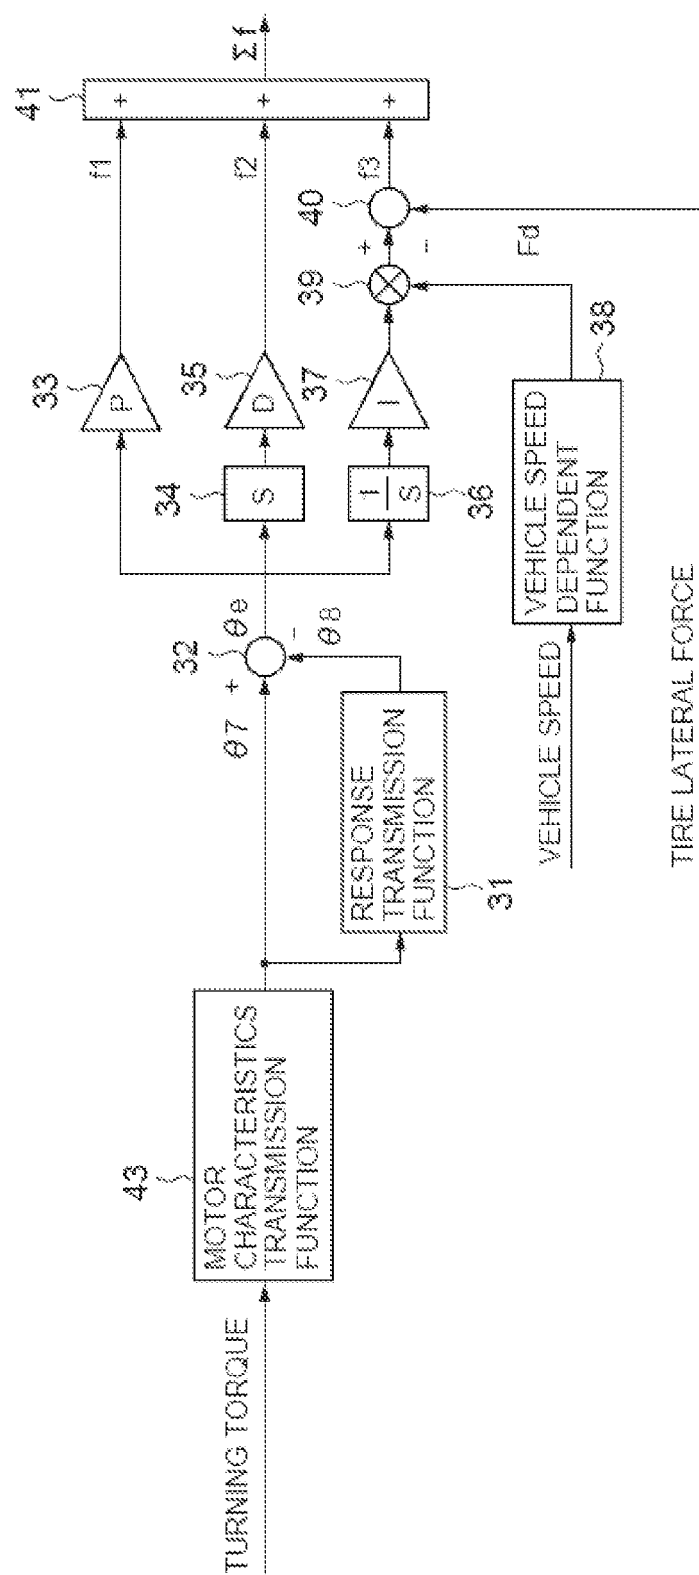 TURNING TORQUE
43
MOTOR
CHARACTERISTICS
TRANSMISSION
FUNCTION
RESPONSE
TRANSMISSION
FUNCTION
31
θ7
+
32
θe
-
θ8
33
P
34
S
35
D
36
1
S
37
I
VEHICLE SPEED
VEHICLE SPEED
DEPENDENT
FUNCTION
38
TIRE LATERAL FORCE
39
+
-
Fd
40
f1
f2
f3
41
+
+
+
Σf